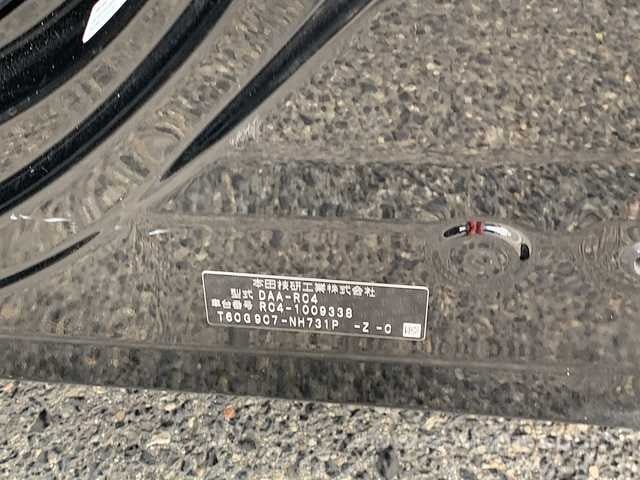 本田技研工業株式会社
型式 DAA-RC4
車台番号 RC4-1009338
T60G907-NH731P -Z -0